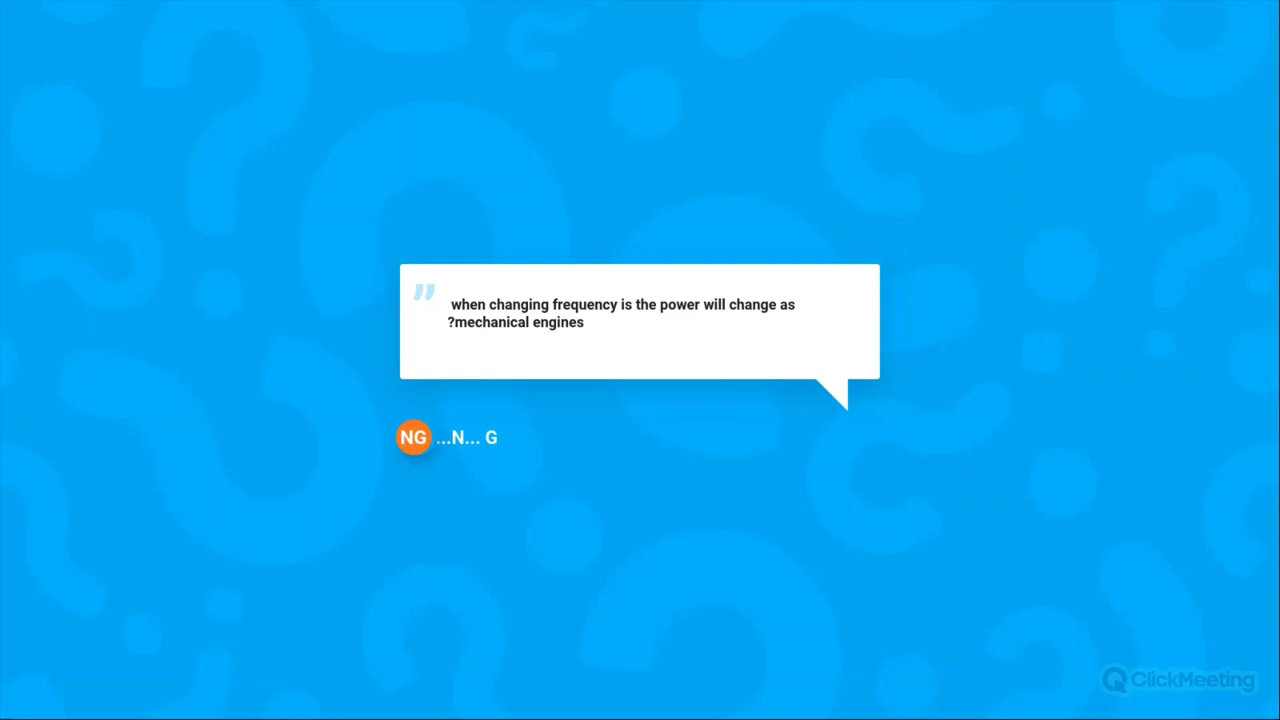 when changing frequency is the power will change as
?mechanical engines
NG ...N... G
ClickMeeting